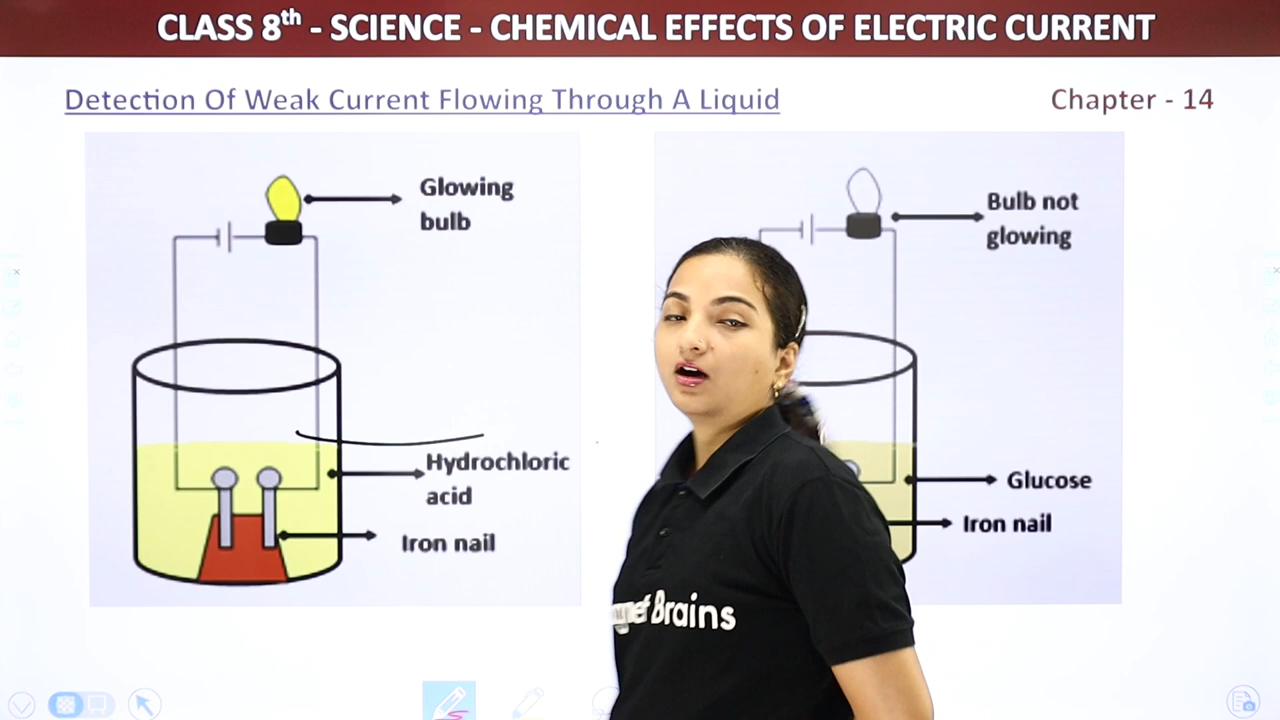 CLASS 8th - SCIENCE - CHEMICAL EFFECTS OF ELECTRIC CURRENT
Detection Of Weak Current Flowing Through A Liquid
Chapter - 14
Glowing
bulb
Hydrochloric
acid
Iron nail
Bulb not
glowing
Glucose
Iron nail
Brains